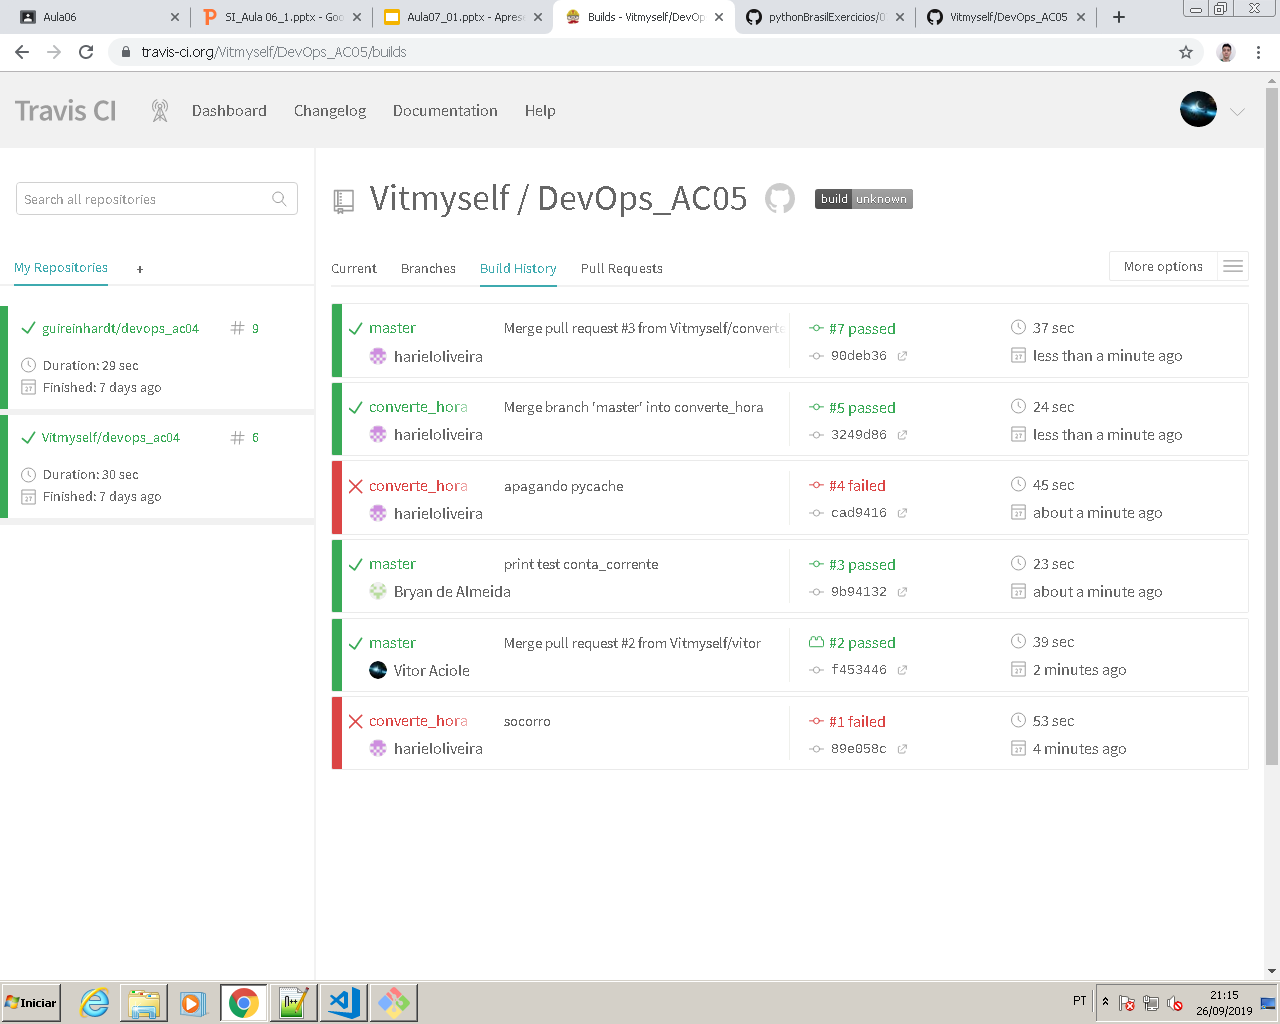 Aula06
SI_Aula 06_1.pptx - Goo
Aula07_01.pptx - Apres
Builds - Vitmyself/DevOp
pythonBrasilExercicios/0
Vitmyself/DevOps_AC05
travis-ci.org/Vitmyself/DevOps_AC05/builds
Travis CI
Dashboard
Changelog
Documentation
Help
Search all repositories
My Repositories
+
guireinhardt/devops_ac04
# 9
Duration: 29 sec
Finished: 7 days ago
Vitmyself/devops_ac04
# 6
Duration: 30 sec
Finished: 7 days ago
Vitmyself / DevOps_AC05
build unknown
Current
Branches
Build History
Pull Requests
More options
master
Merge pull request #3 from Vitmyself/converte
#7 passed
37 sec
harieloliveira
90deb36
less than a minute ago
converte_hora
Merge branch 'master' into converte_hora
#5 passed
24 sec
harieloliveira
3249d86
less than a minute ago
converte_hora
apagando pycache
#4 failed
45 sec
harieloliveira
cad9416
about a minute ago
master
print test conta_corrente
#3 passed
23 sec
Bryan de Almeida
9b94132
about a minute ago
master
Merge pull request #2 from Vitmyself/vitor
#2 passed
39 sec
Vitor Aciole
f453446
2 minutes ago
converte_hora
socorro
#1 failed
53 sec
harieloliveira
89e058c
4 minutes ago
Iniciar
PT
21:15
26/09/2019